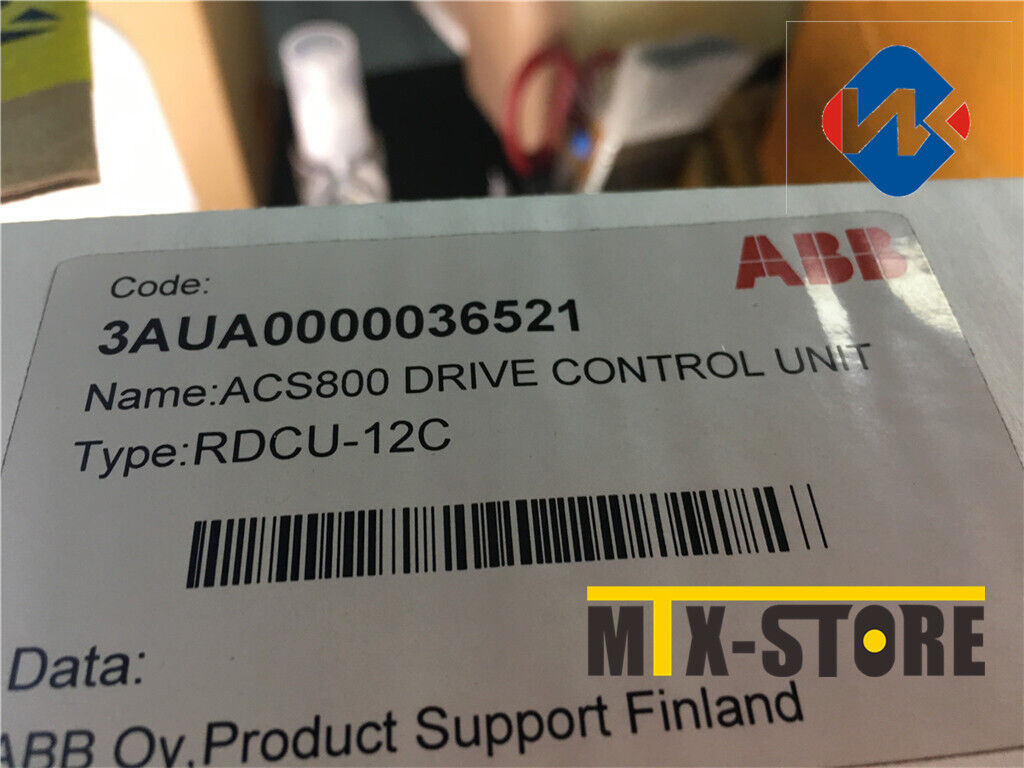 ABB
Code:
3AUA0000036521
Name:ACS800 DRIVE CONTROL UNIT
Type:RDCU-12C
MTX-STORE
Data:
ABB Oy,Product Support Finland